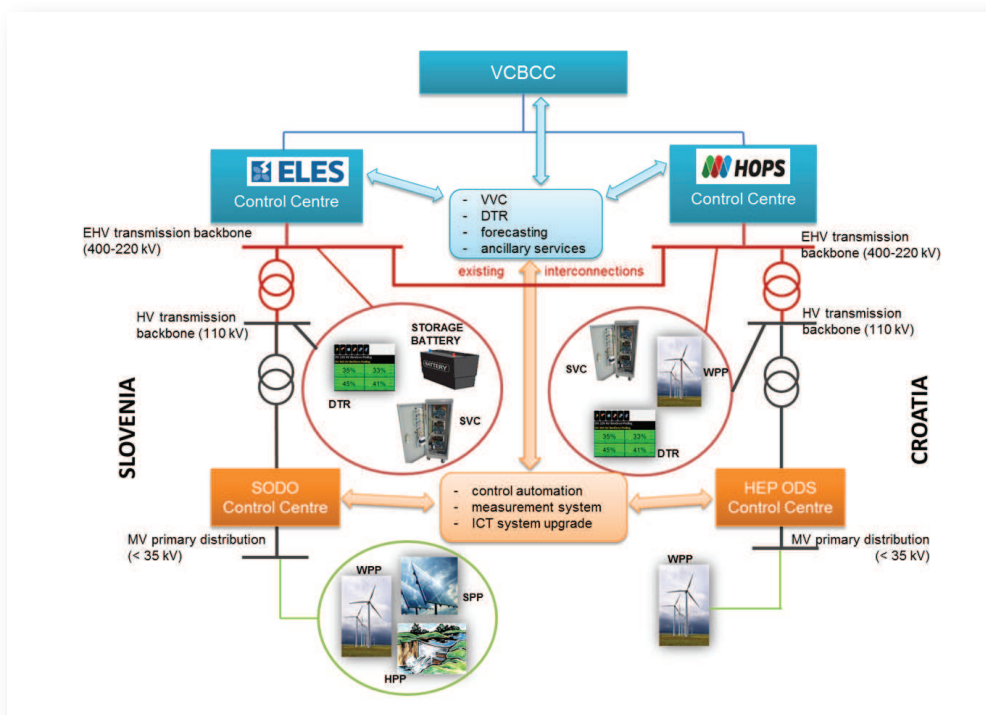 VCBCC
ELES
Control Centre
HOPS
Control Centre
- VVC
- DTR
- forecasting
- ancillary services
EHV transmission backbone
(400-220 kV)
EHV transmission
backbone (400-220 kV)
existing interconnections
HV transmission
backbone (110 kV)
HV transmission
backbone (110 kV)
STORAGE
BATTERY
BATTERY
35% 33%
45% 41%
DTR
SVC
SVC
WPP
35% 33%
45% 41%
DTR
SLOVENIA
CROATIA
SODO
Control Centre
- control automation
- measurement system
- ICT system upgrade
HEP ODS
Control Centre
MV primary distribution
(< 35 kV)
MV primary distribution
(< 35 kV)
WPP
SPP
HPP
WPP